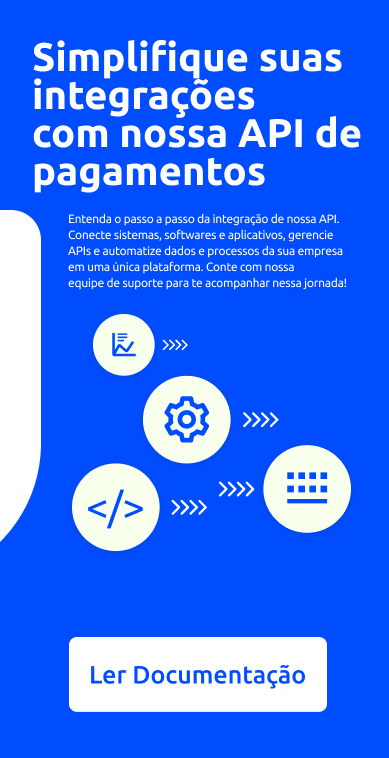 Simplifique suas
integrações
com nossa API de
pagamentos
Entenda o passo a passo da integração de nossa API.
Conecte sistemas, softwares e aplicativos, gerencie
APIs e automatize dados e processos da sua empresa
em uma única plataforma. Conte com nossa
equipe de suporte para te acompanhar nessa jornada!
</>
Ler Documentação